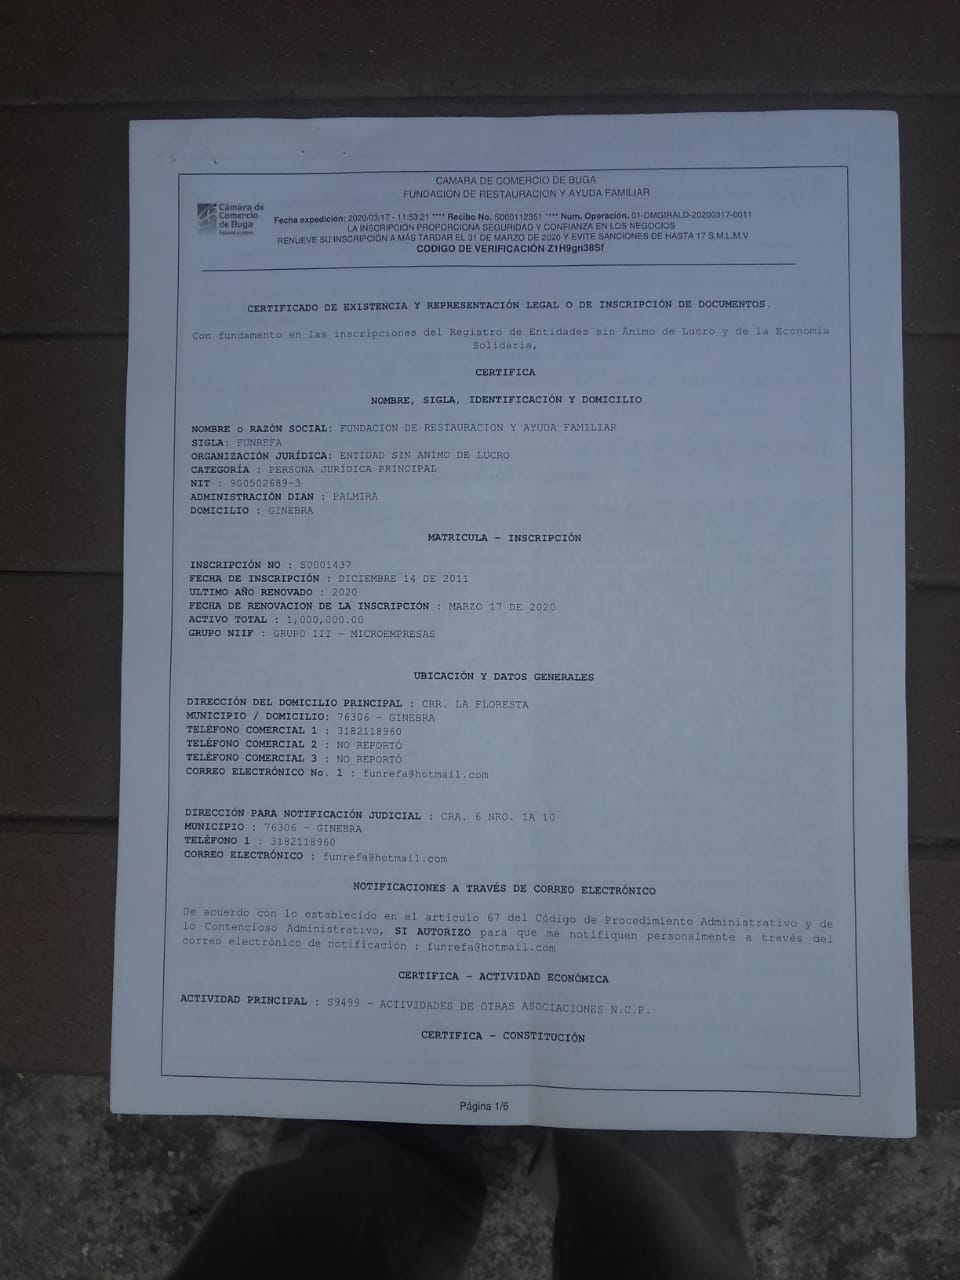 CAMARA DE COMERCIO DE BUGA
FUNDACION DE RESTAURACION Y AYUDA FAMILIAR
Cámara de
Comercio
de Buga
Fecha expedición: 2020/03/17 - 11:53:21 **** Recibo No. S000112351 **** Num. Operación. 01-DMGIRALD-20200317-0011
LA INSCRIPCIÓN PROPORCIONA SEGURIDAD Y CONFIANZA EN LOS NEGOCIOS
RENUEVE SU INSCRIPCIÓN A MÁS TARDAR EL 31 DE MARZO DE 2020 Y EVITE SANCIONES DE HASTA 17 S.M.L.M.V
CODIGO DE VERIFICACIÓN Z1H9gn38Sf
CERTIFICADO DE EXISTENCIA Y REPRESENTACIÓN LEGAL O DE INSCRIPCIÓN DE DOCUMENTOS.
Con fundamento en las inscripciones del Registro de Entidades sin Ánimo de Lucro y de la Economía
Solidaria,
CERTIFICA
NOMBRE, SIGLA, IDENTIFICACIÓN Y DOMICILIO
NOMBRE o RAZÓN SOCIAL: FUNDACION DE RESTAURACION Y AYUDA FAMILIAR
SIGLA: FUNREFA
ORGANIZACIÓN JURÍDICA: ENTIDAD SIN ANIMO DE LUCRO
CATEGORÍA : PERSONA JURÍDICA PRINCIPAL
NIT : 900502689-3
ADMINISTRACIÓN DIAN : PALMIRA
DOMICILIO : GINEBRA
MATRICULA - INSCRIPCIÓN
INSCRIPCIÓN NO : S0001437
FECHA DE INSCRIPCIÓN : DICIEMBRE 14 DE 2011
ULTIMO AÑO RENOVADO : 2020
FECHA DE RENOVACION DE LA INSCRIPCIÓN : MARZO 17 DE 2020
ACTIVO TOTAL : 1,000,000.00
GRUPO NIIF : GRUPO III - MICROEMPRESAS
UBICACIÓN Y DATOS GENERALES
DIRECCIÓN DEL DOMICILIO PRINCIPAL : CRR. LA FLORESTA
MUNICIPIO / DOMICILIO: 76306 - GINEBRA
TELÉFONO COMERCIAL 1 : 3182118960
TELÉFONO COMERCIAL 2 : NO REPORTÓ
TELÉFONO COMERCIAL 3 : NO REPORTÓ
CORREO ELECTRÓNICO No. 1 : funrefa@hotmail.com
DIRECCIÓN PARA NOTIFICACIÓN JUDICIAL : CRA. 6 NRO. 1A 10
MUNICIPIO : 76306 - GINEBRA
TELÉFONO 1 : 3182118960
CORREO ELECTRÓNICO : funrefa@hotmail.com
NOTIFICACIONES A TRAVÉS DE CORREO ELECTRÓNICO
De acuerdo con lo establecido en el artículo 67 del Código de Procedimiento Administrativo y de
lo Contencioso Administrativo, SI AUTORIZO para que me notifiquen personalmente a través del
correo electrónico de notificación : funrefa@hotmail.com
CERTIFICA - ACTIVIDAD ECONÓMICA
ACTIVIDAD PRINCIPAL : S9499 - ACTIVIDADES DE OTRAS ASOCIACIONES N.C.P.
CERTIFICA - CONSTITUCIÓN
Página 1/6